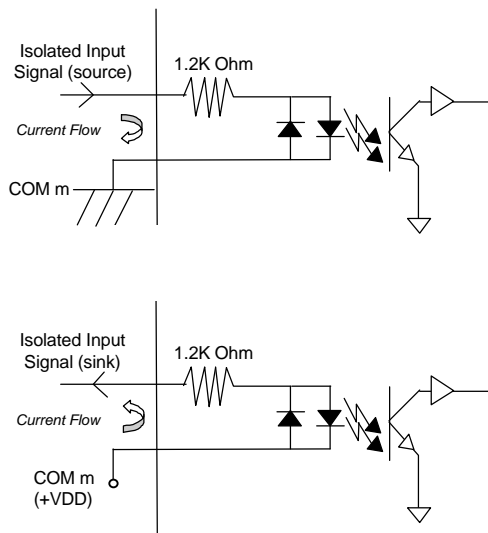 Isolated Input
Signal (source)
1.2K Ohm
Current Flow
COM m
Isolated Input
Signal (sink)
1.2K Ohm
Current Flow
COM m
(+VDD)